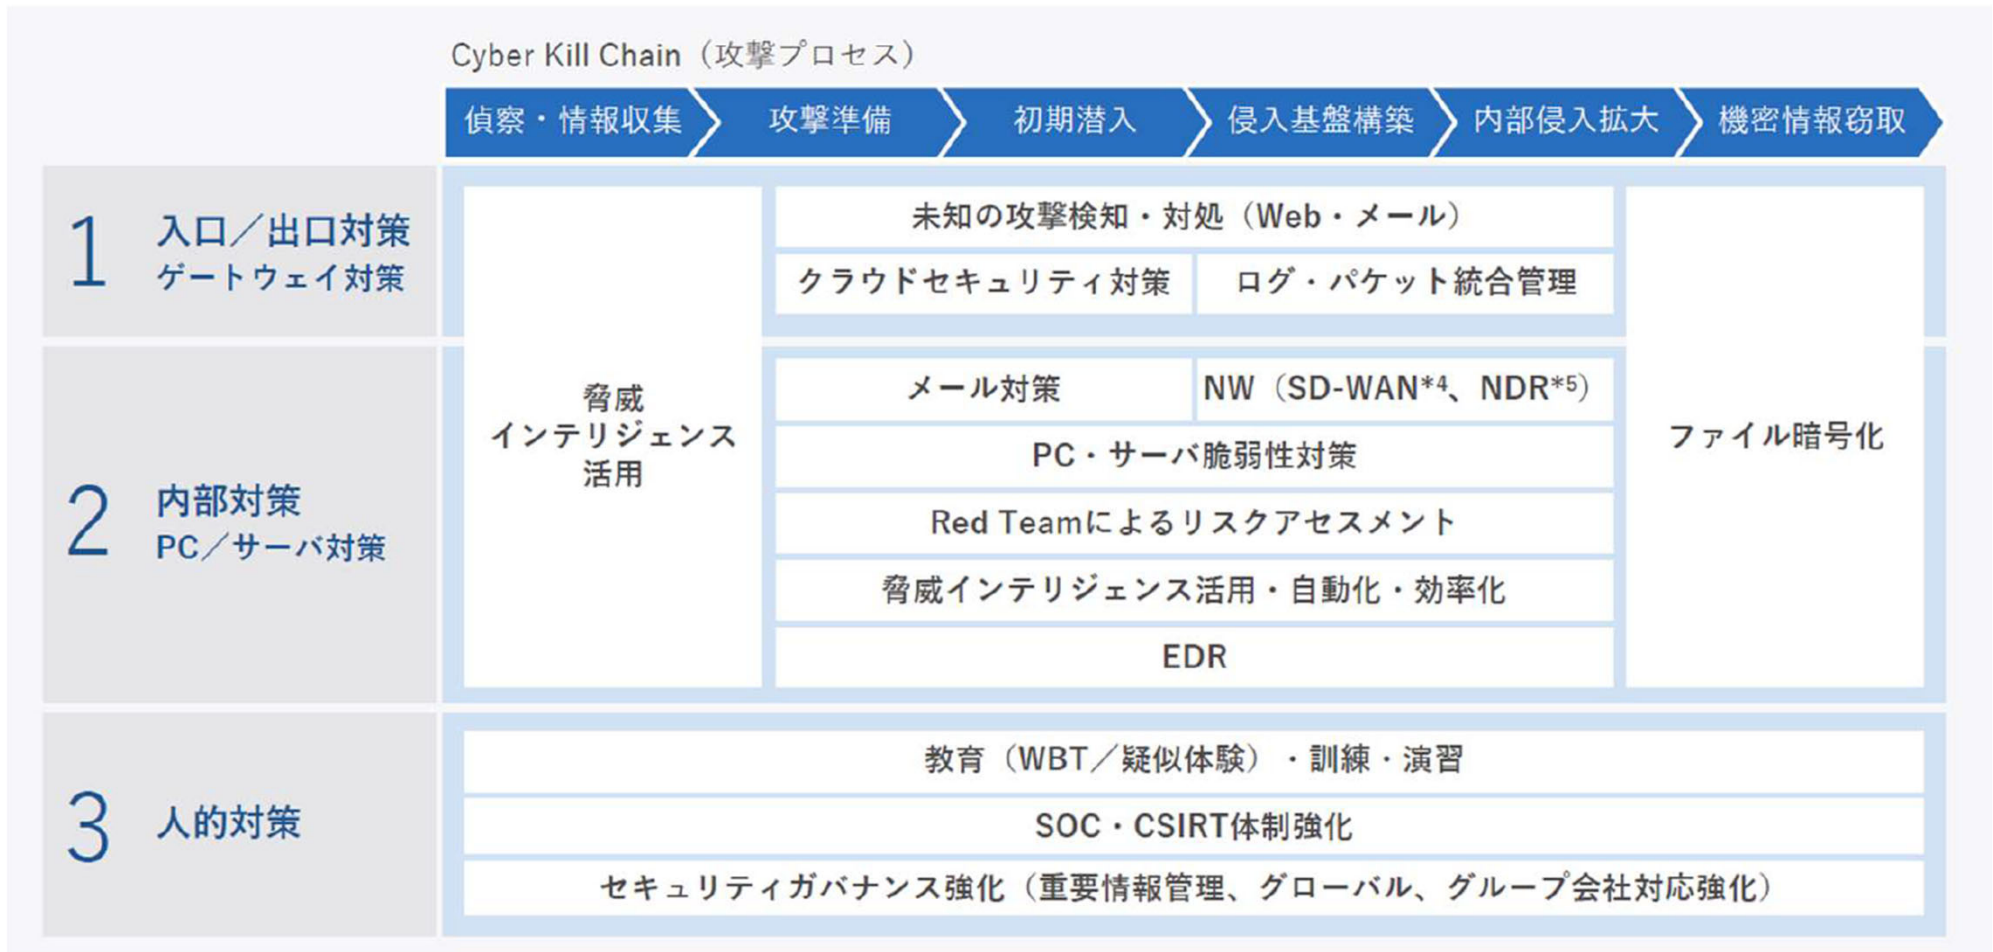 Cyber Kill Chain（攻撃プロセス）
偵察・情報収集
攻撃準備
初期潜入
侵入基盤構築
内部侵入拡大
機密情報窃取
1
入口／出口対策
ゲートウェイ対策
脅威
インテリジェンス
活用
未知の攻撃検知・対処（Web・メール）
クラウドセキュリティ対策
ログ・パケット統合管理
ファイル暗号化
2
内部対策
PC／サーバ対策
メール対策
NW（SD-WAN*4、NDR*5）
PC・サーバ脆弱性対策
Red Teamによるリスクアセスメント
脅威インテリジェンス活用・自動化・効率化
EDR
3
人的対策
教育（WBT／疑似体験）・訓練・演習
SOC・CSIRT体制強化
セキュリティガバナンス強化（重要情報管理、グローバル、グループ会社対応強化）